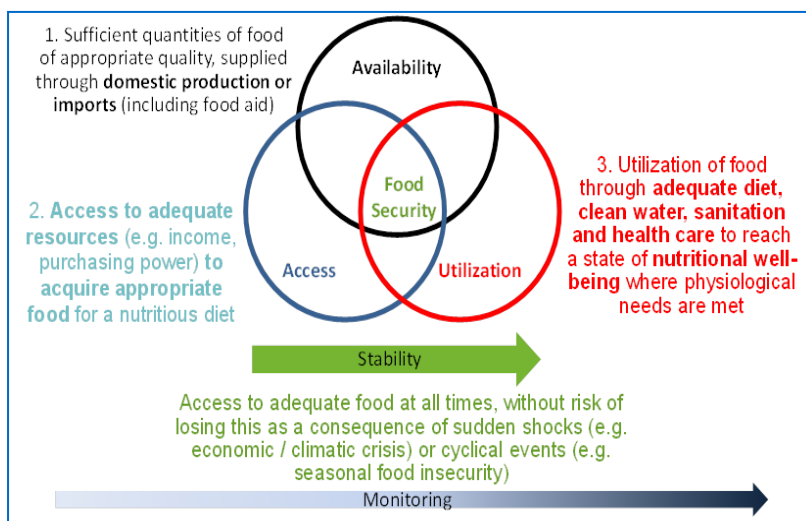 1. Sufficient quantities of food
of appropriate quality, supplied
through domestic production or
imports (including food aid)
Availability
Food
Security
Access
Utilization
2. Access to adequate
resources (e.g. income,
purchasing power) to
acquire appropriate
food for a nutritious diet
3. Utilization of food
through adequate diet,
clean water, sanitation
and health care to reach
a state of nutritional well-
being where physiological
needs are met
Stability
Access to adequate food at all times, without risk of
losing this as a consequence of sudden shocks (e.g.
economic / climatic crisis) or cyclical events (e.g.
seasonal food insecurity)
Monitoring